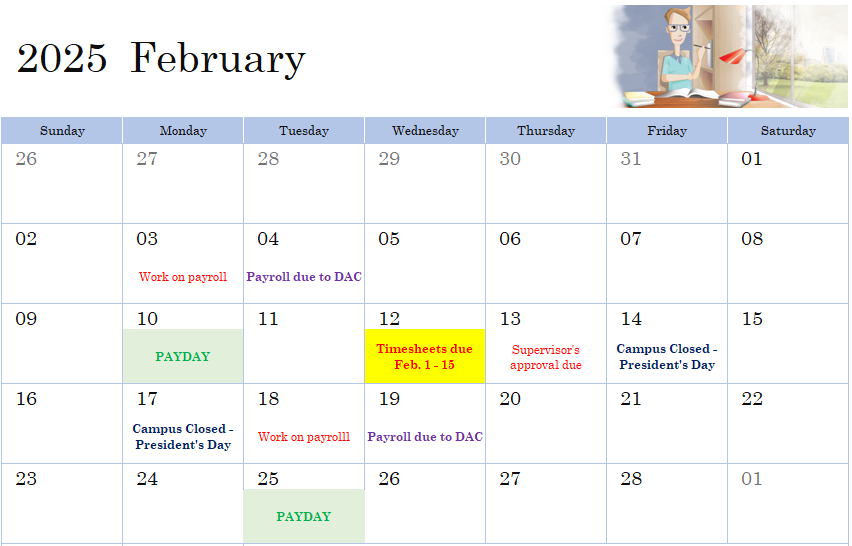 2025 February
Sunday Monday Tuesday Wednesday Thursday Friday Saturday
26 27 28 29 30 31 01
02 03 04 05 06 07 08
Work on payroll Payroll due to DAC
09 10 11 12 13 14 15
PAYDAY Timesheets due Supervisor's Campus Closed -
Feb. 1 - 15 approval due President's Day
16 17 18 19 20 21 22
Campus Closed - Work on payrolll Payroll due to DAC
President's Day
23 24 25 26 27 28 01
PAYDAY